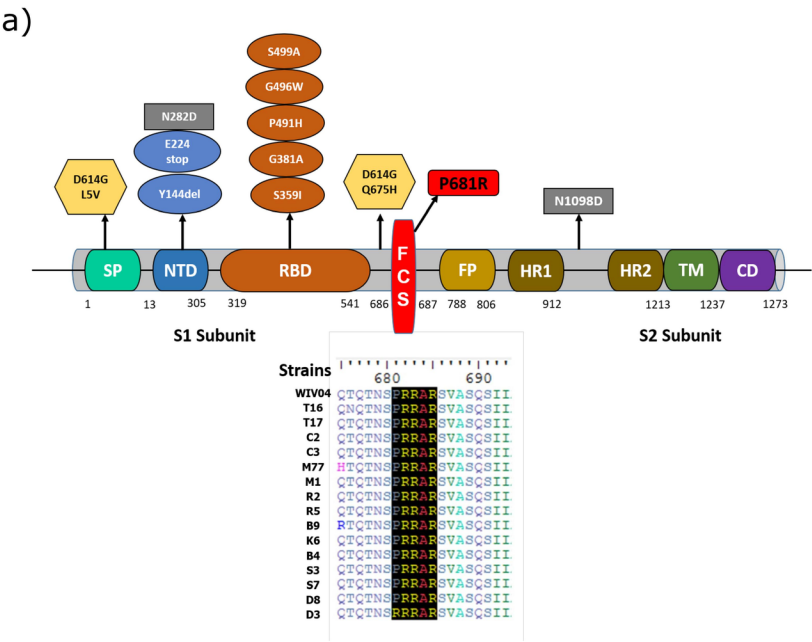 a)
S499A
G496W
P491H
G381A
S359I
N282D
E224
stop
Y144del
D614G
L5V
D614G
Q675H
P681R
N1098D
SP
NTD
RBD
F
C
S
FP
HR1
HR2
TM
CD
1
13
305
319
541
686
687
788
806
912
1213
1237
1273
S1 Subunit
S2 Subunit
Strains
680
690
WIV04 QTQTNSPRRARSVASQSII
T16 QNQTNSPRRARSVASQSII
T17 QTQTNSPRRARSVASQSII
C2 QTQTNSPRRARSVASQSII
C3 QTQTNSPRRARSVASQSII
M77 HTQTNSPRRARSVASQSII
M1 QTQTNSPRRARSVASQSII
R2 QTQTNSPRRARSVASQSII
R5 QTQTNSPRRARSVASQSII
B9 RTQTNSPRRARSVASQSII
K6 QTQTNSPRRARSVASQSII
B4 QTQTNSPRRARSVASQSII
S3 QTQTNSPRRARSVASQSII
S7 QTQTNSPRRARSVASQSII
D8 QTQTNSPRRARSVASQSII
D3 QTQTNSRRRARSVASQSII